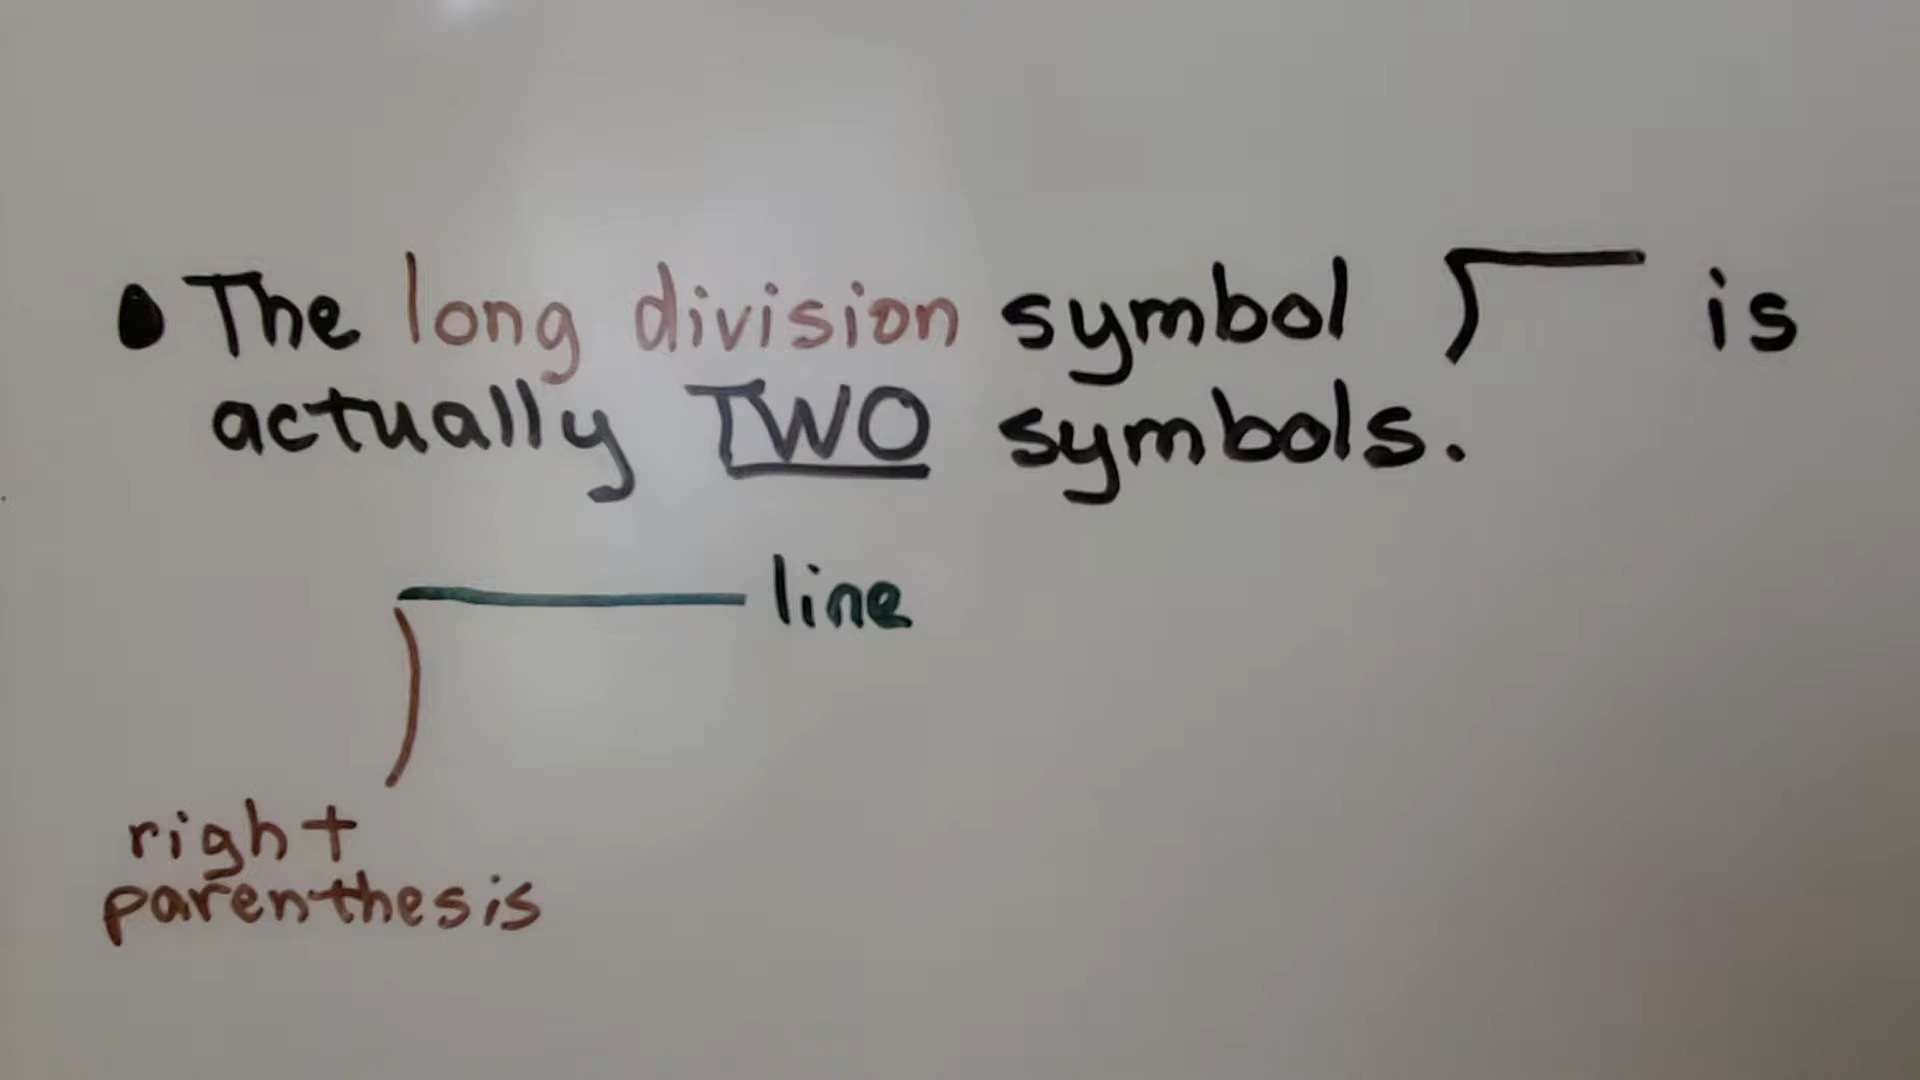 • The long division symbol ⟌ is
actually TWO symbols.
line
right
parenthesis